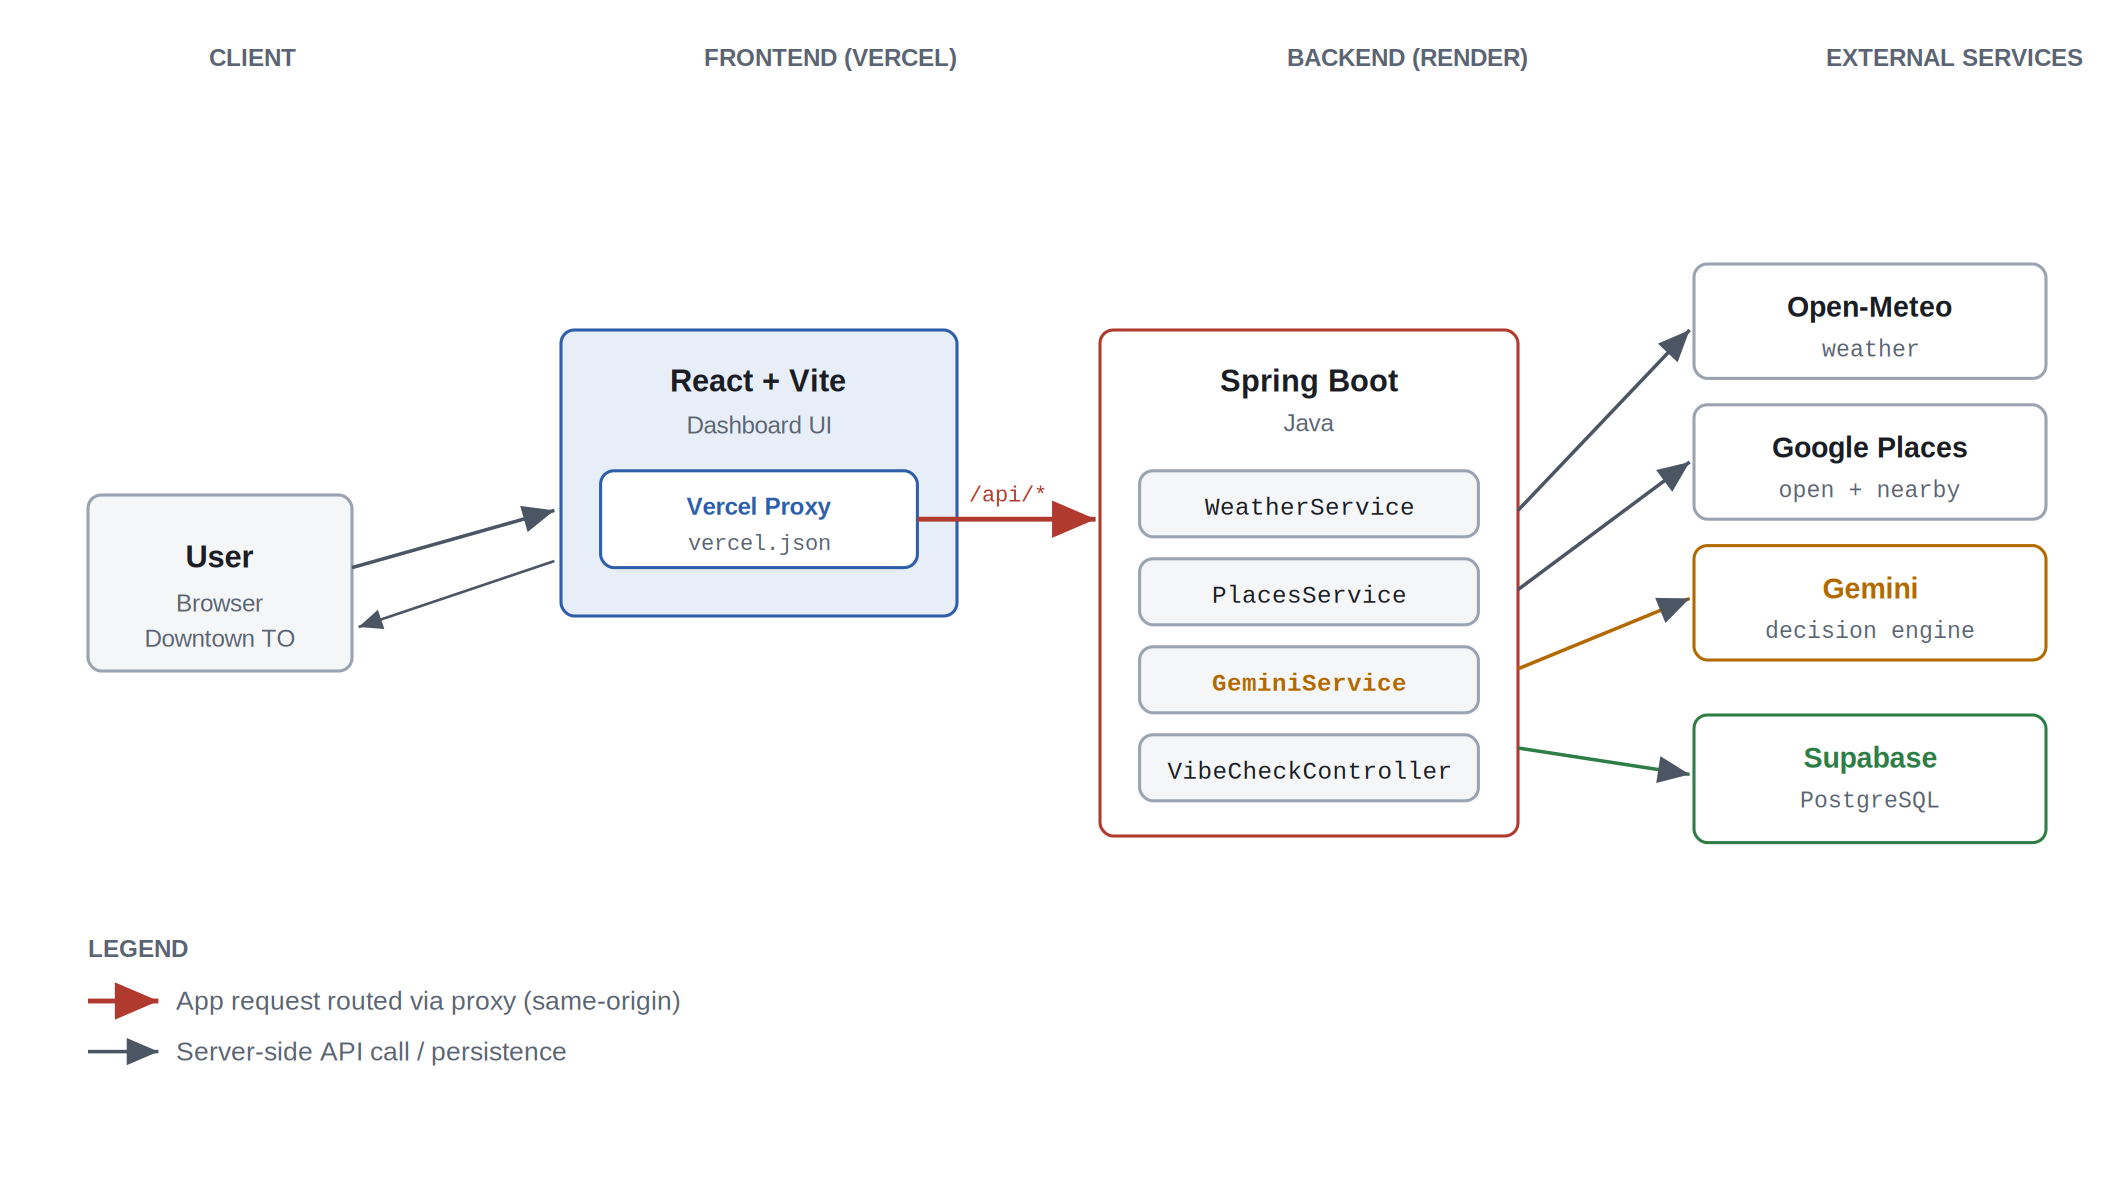 CLIENT
FRONTEND (VERCEL)
BACKEND (RENDER)
EXTERNAL SERVICES
User
Browser
Downtown TO
React + Vite
Dashboard UI
Vercel Proxy
vercel.json
/api/*
Spring Boot
Java
WeatherService
PlacesService
GeminiService
VibeCheckController
Open-Meteo
weather
Google Places
open + nearby
Gemini
decision engine
Supabase
PostgreSQL
LEGEND
App request routed via proxy (same-origin)
Server-side API call / persistence